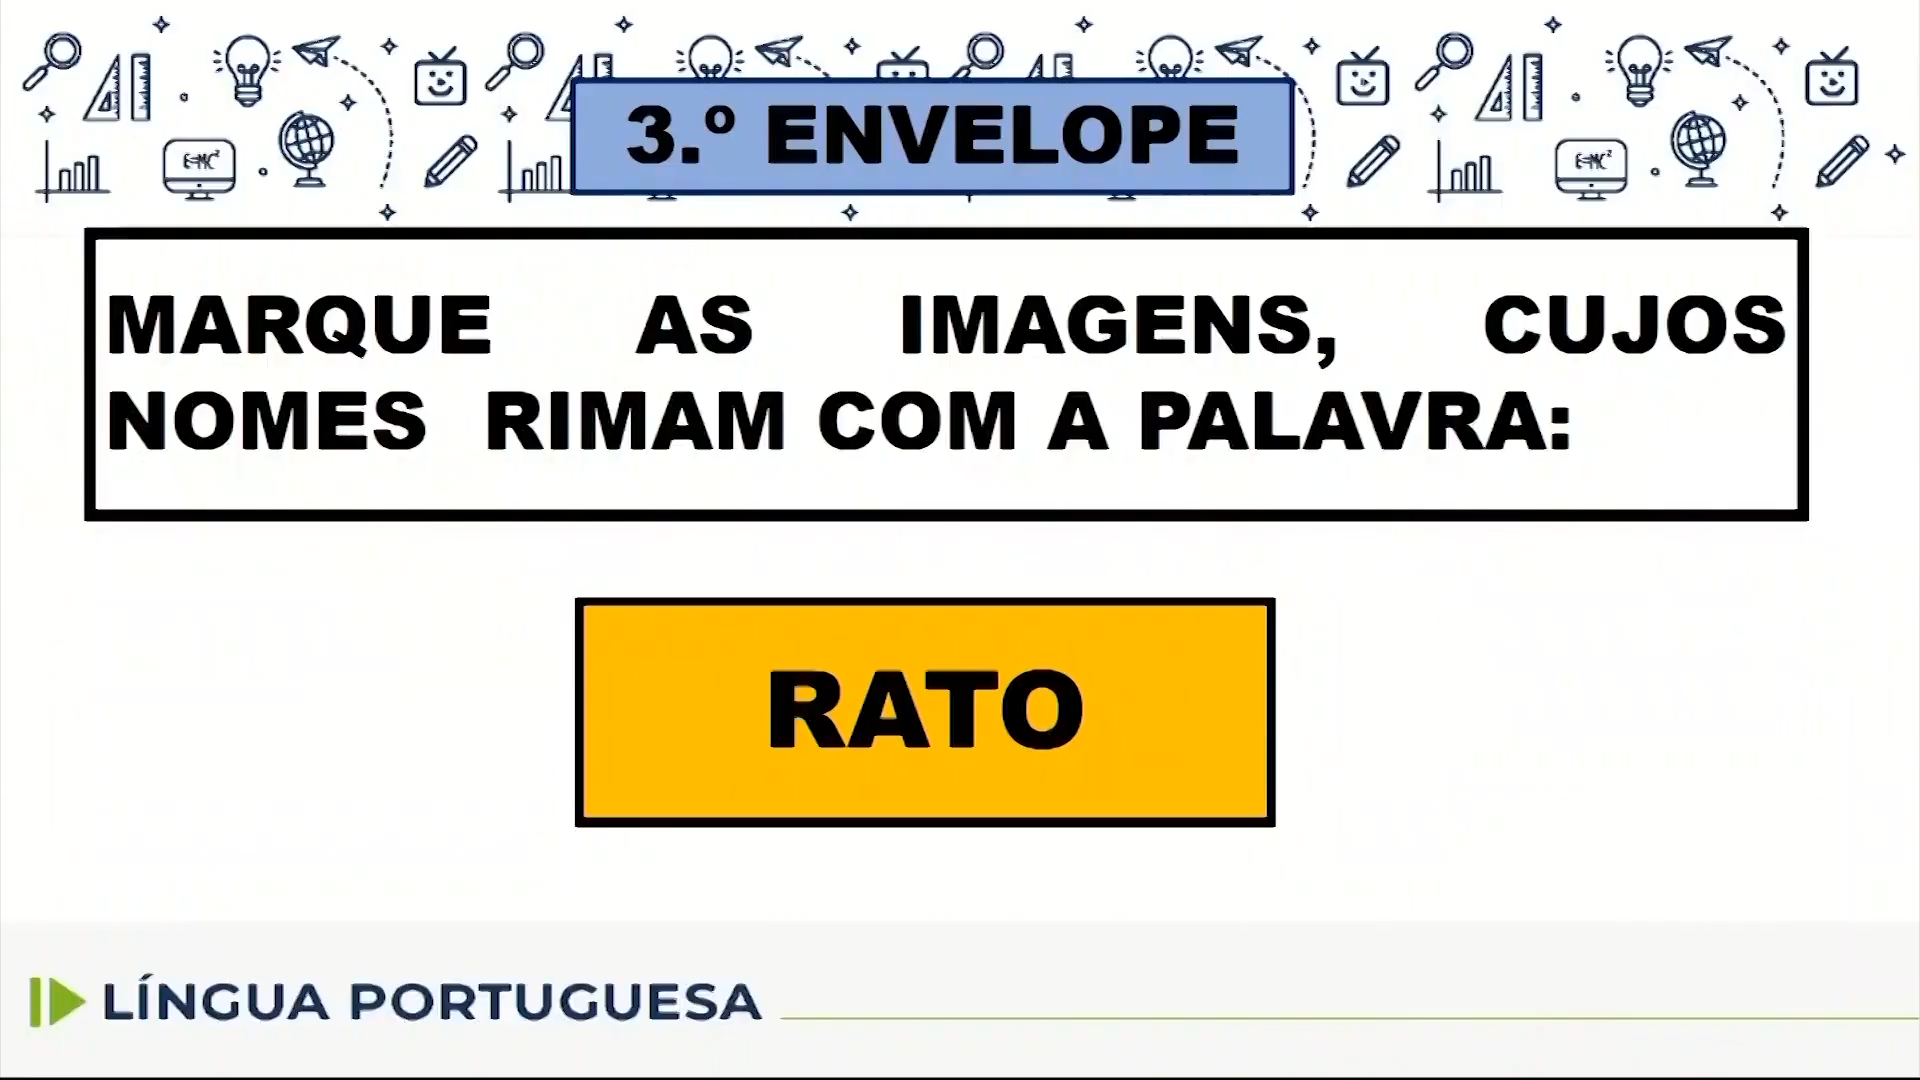 3.º ENVELOPE
MARQUE AS IMAGENS, CUJOS
NOMES RIMAM COM A PALAVRA:
RATO
LÍNGUA PORTUGUESA